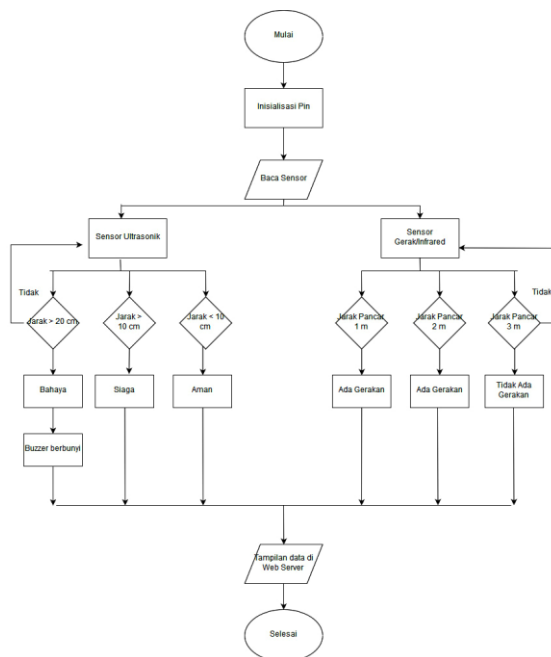 Mulai
Inisialisasi Pin
Baca Sensor
Sensor Ultrasonik
Sensor
Gerak/Infrared
Tidak
Jarak > 20 cm
Jarak >
10 cm
Jarak < 10
cm
Jarak Pancar
1 m
Jarak Pancar
2 m
Jarak Pancar
3 m
Tidak
Bahaya
Siaga
Aman
Ada Gerakan
Ada Gerakan
Tidak Ada
Gerakan
Buzzer berbunyi
Tampilan data di
Web Server
Selesai